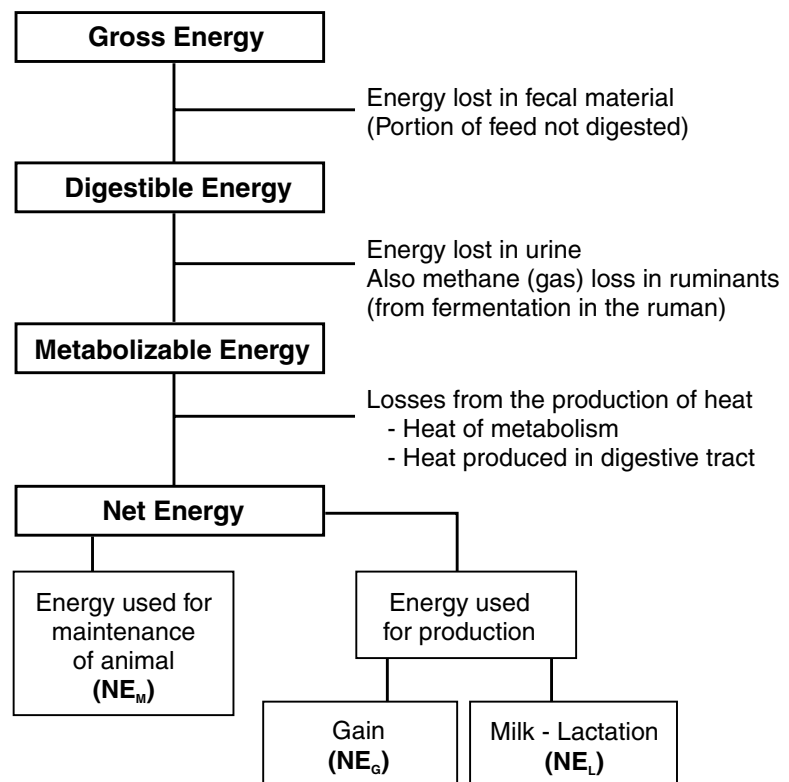 Gross Energy
Energy lost in fecal material
(Portion of feed not digested)
Digestible Energy
Energy lost in urine
Also methane (gas) loss in ruminants
(from fermentation in the ruman)
Metabolizable Energy
Losses from the production of heat
- Heat of metabolism
- Heat produced in digestive tract
Net Energy
Energy used for
maintenance
of animal
(NEM)
Energy used
for production
Gain
(NEG)
Milk - Lactation
(NEL)